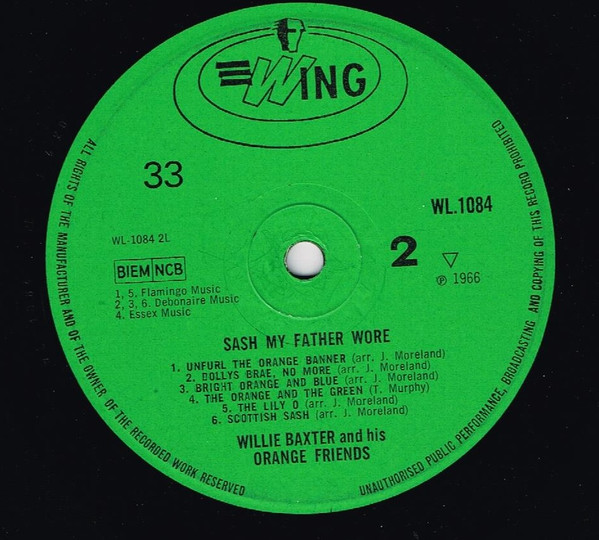 WING
33
WL.1084
WL-1084 2L
BIEM NCB
1, 5. Flamingo Music
2, 3, 6. Debonaire Music
4. Essex Music
2
℗ 1966
SASH MY FATHER WORE
1. UNFURL THE ORANGE BANNER (arr. J. Moreland)
2. DOLLYS BRAE, NO MORE (arr. J. Moreland)
3. BRIGHT ORANGE AND BLUE (arr. J. Moreland)
4. THE ORANGE AND THE GREEN (T. Murphy)
5. THE LILY O (arr. J. Moreland)
6. SCOTTISH SASH (arr. J. Moreland)
WILLIE BAXTER and his
ORANGE FRIENDS
ALL RIGHTS OF THE MANUFACTURER AND OF THE OWNER OF THE RECORDED WORK RESERVED
UNAUTHORISED PUBLIC PERFORMANCE, BROADCASTING AND COPYING OF THIS RECORD PROHIBITED